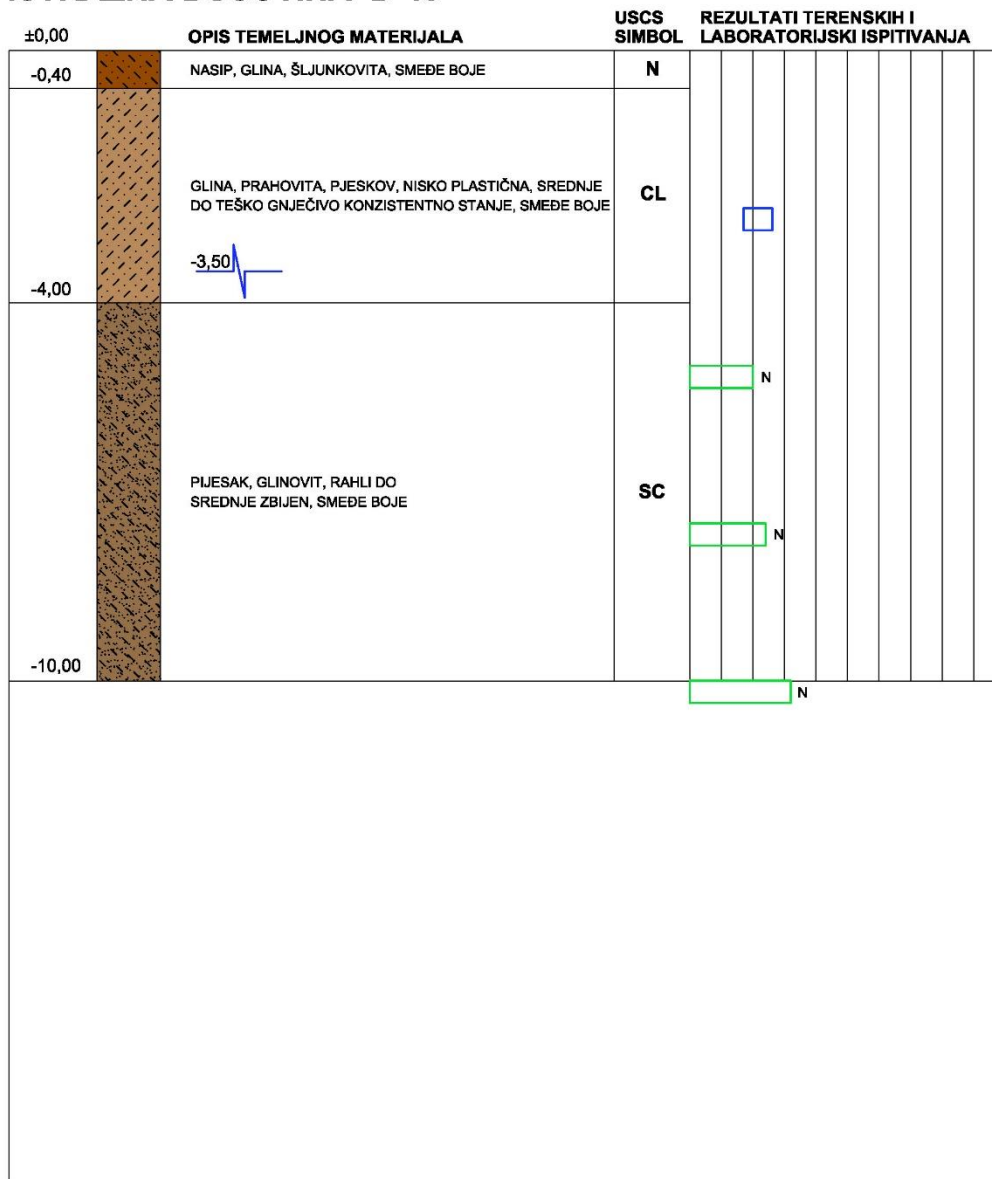 USCS
SIMBOL
REZULTATI TERENSKIH I
LABORATORIJSKI ISPITIVANJA
±0,00
OPIS TEMELJNOG MATERIJALA
-0,40
NASIP, GLINA, ŠLJUNKOVITA, SMEĐE BOJE
N
GLINA, PRAHOVITA, PJESKOV, NISKO PLASTIČNA, SREDNJE
DO TEŠKO GNJEČIVO KONZISTENTNO STANJE, SMEĐE BOJE
CL
-3,50
-4,00
N
PIJESAK, GLINOVIT, RAHLI DO
SREDNJE ZBIJEN, SMEĐE BOJE
SC
N
-10,00
N